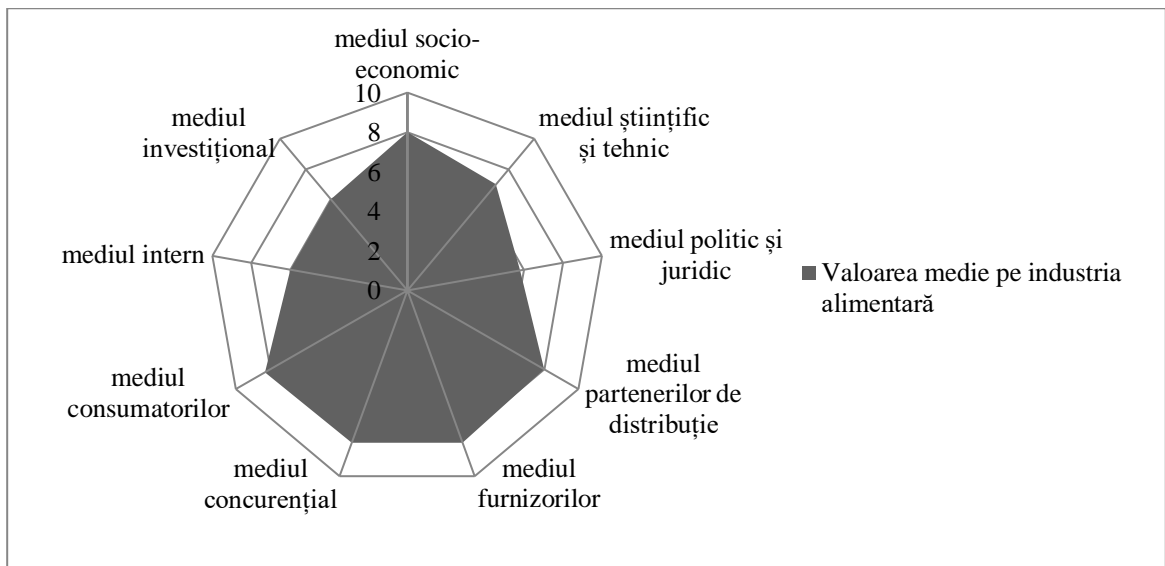 mediul socio-
economic
mediul științific
și tehnic
mediul politic și
juridic
mediul
partenerilor de
distribuție
mediul
furnizorilor
mediul
concurențial
mediul
consumatorilor
mediul intern
mediul
investițional
10
8
6
4
2
0
Valoarea medie pe industria
alimentară